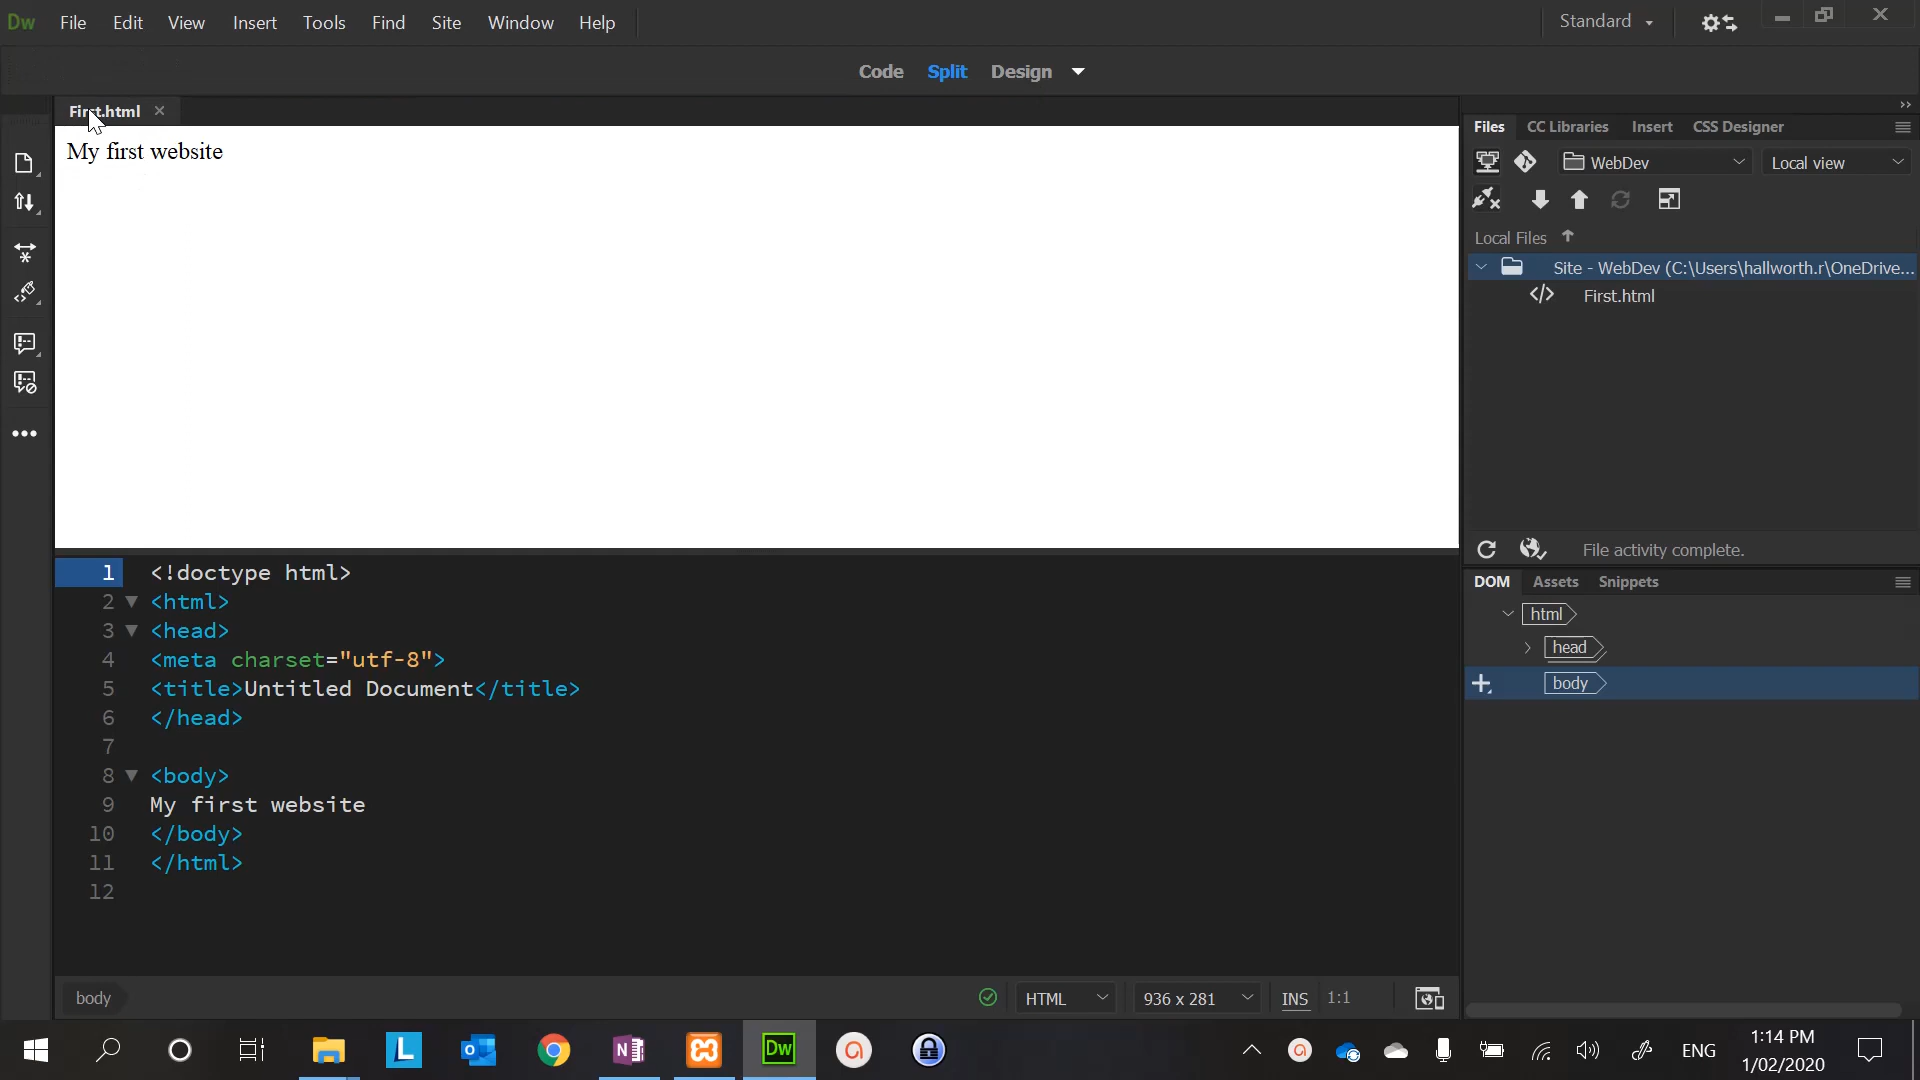 Dw File Edit View Insert Tools Find Site Window Help
Standard
Code Split Design
First.html
My first website
Files CC Libraries Insert CSS Designer
WebDev Local view
Local Files
Site - WebDev (C:\Users\hallworth.r\OneDrive...
First.html
File activity complete.
1 <!doctype html>
2 <html>
3 <head>
4 <meta charset="utf-8">
5 <title>Untitled Document</title>
6 </head>
7
8 <body>
9 My first website
10 </body>
11 </html>
12
DOM Assets Snippets
html
head
body
body
HTML 936 x 281 INS 1:1
L N Dw a
a ENG
1:14 PM
1/02/2020